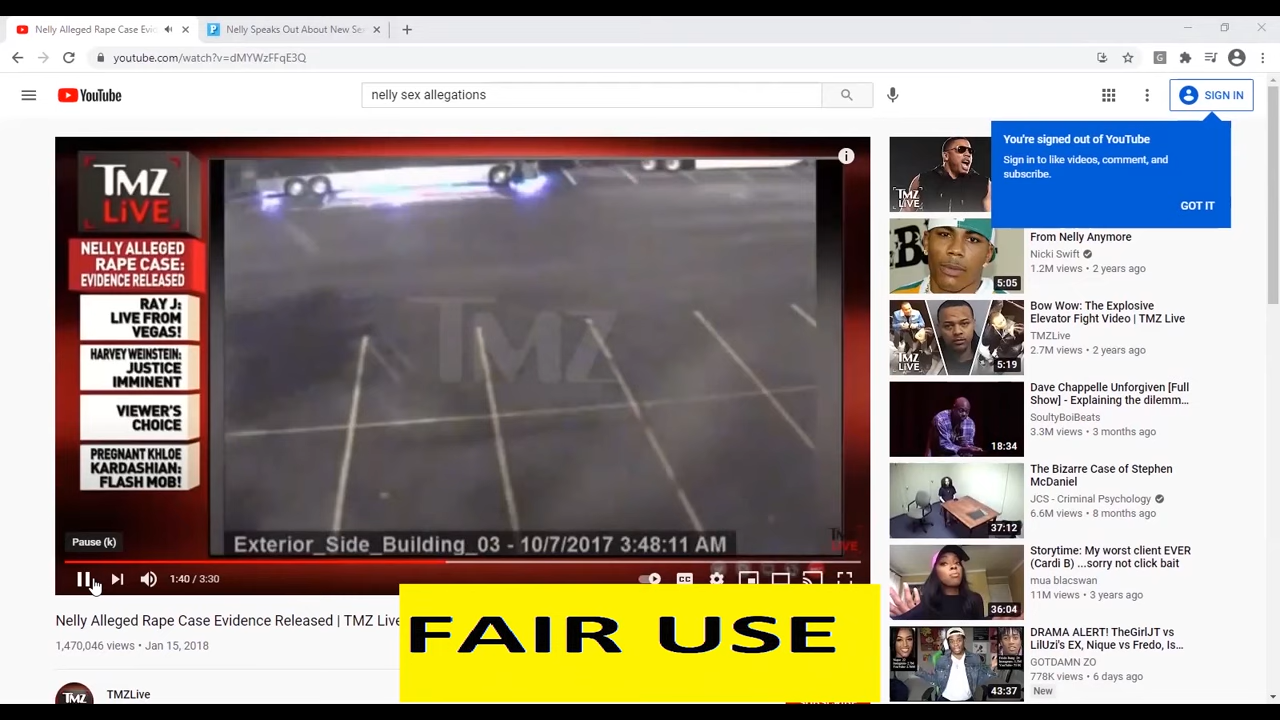 Nelly Alleged Rape Case Evi
Nelly Speaks Out About New Se
youtube.com/watch?v=dMYWzFFqE3Q
YouTube
nelly sex allegations
SIGN IN
You're signed out of YouTube
Sign in to like videos, comment, and
subscribe.
GOT IT
TMZ
LIVE
NELLY ALLEGED
RAPE CASE:
EVIDENCE RELEASED
RAY J:
LIVE FROM
VEGAS!
HARVEY WEINSTEIN:
JUSTICE
IMMINENT
VIEWER'S
CHOICE
PREGNANT KHLOE
KARDASHIAN:
FLASH MOB!
Exterior_Side_Building_03 - 10/7/2017 3:48:11 AM
Pause (k)
1:40 / 3:30
CC
FAIR USE
Nelly Alleged Rape Case Evidence Released | TMZ Live
1,470,046 views • Jan 15, 2018
TMZ
TMZLive
TMZ
LIVE
From Nelly Anymore
Nicki Swift
1.2M views • 2 years ago
5:05
Bow Wow: The Explosive
Elevator Fight Video | TMZ Live
TMZLive
2.7M views • 2 years ago
TMZ
LIVE
5:19
Dave Chappelle Unforgiven [Full
Show] - Explaining the dilemm...
SoultyBoiBeats
3.3M views • 3 months ago
18:34
The Bizarre Case of Stephen
McDaniel
JCS - Criminal Psychology
6.6M views • 8 months ago
37:12
Storytime: My worst client EVER
(Cardi B) ...sorry not click bait
mua blacswan
11M views • 3 years ago
36:04
DRAMA ALERT! TheGirlJT vs
LilUzi's EX, Nique vs Fredo, Is...
GOTDAMN ZO
778K views • 6 days ago
New
43:37